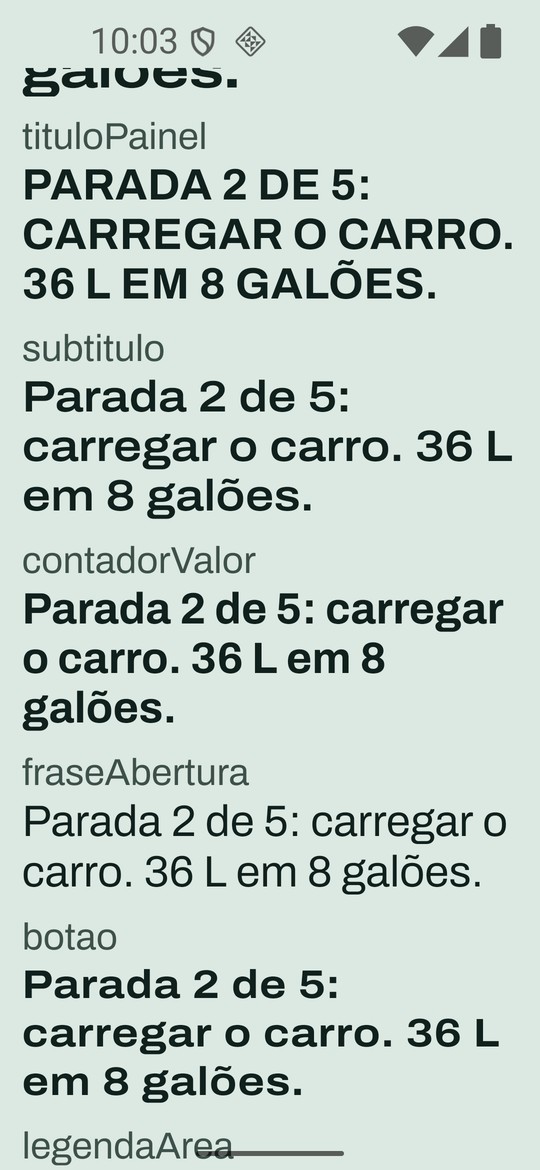 10:03
galões.
tituloPainel
PARADA 2 DE 5:
CARREGAR O CARRO.
36 L EM 8 GALÕES.
subtitulo
Parada 2 de 5:
carregar o carro. 36 L
em 8 galões.
contadorValor
Parada 2 de 5: carregar
o carro. 36 L em 8
galões.
fraseAbertura
Parada 2 de 5: carregar o
carro. 36 L em 8 galões.
botao
Parada 2 de 5:
carregar o carro. 36 L
em 8 galões.
legendaArea